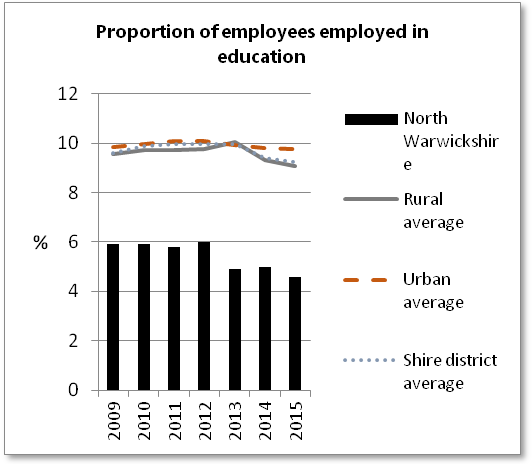 Proportion of employees employed in
education
12
10
8
6
4
2
0
%
2009
2010
2011
2012
2013
2014
2015
North
Warwickshir
e
Rural
average
Urban
average
Shire district
average